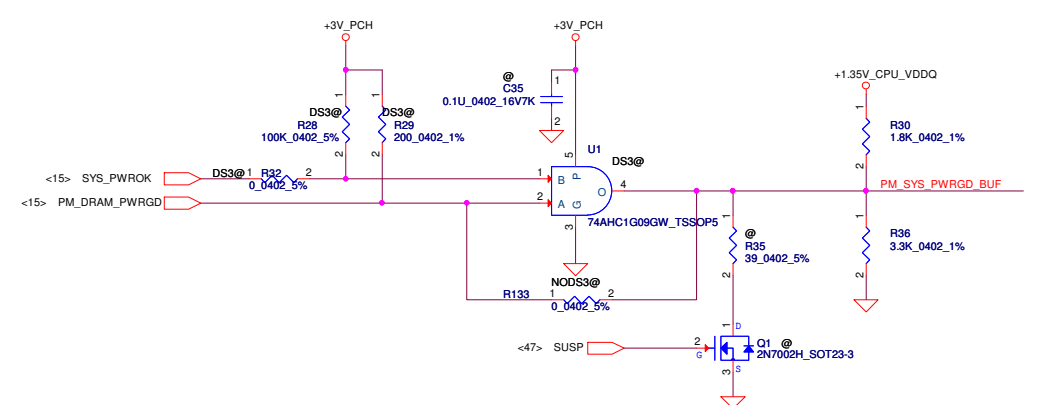 +3V_PCH
+3V_PCH
+1.35V_CPU_VDDQ
@
C35
0.1U_0402_16V7K
1
2
1
1
DS3@
R28
100K_0402_5%
DS3@
R29
200_0402_1%
2
2
1
R30
1.8K_0402_1%
2
U1
DS3@
5
P
<15> SYS_PWROK
DS3@
1
R32
2
0_0402_5%
1
B
O
4
PM_SYS_PWRGD_BUF
<15> PM_DRAM_PWRGD
2
A
G
3
74AHC1G09GW_TSSOP5
1
@
R35
39_0402_5%
2
1
R36
3.3K_0402_1%
2
NODS3@
R133
1
2
0_0402_5%
<47> SUSP
2
G
1
D
Q1
@
2N7002H_SOT23-3
3
S